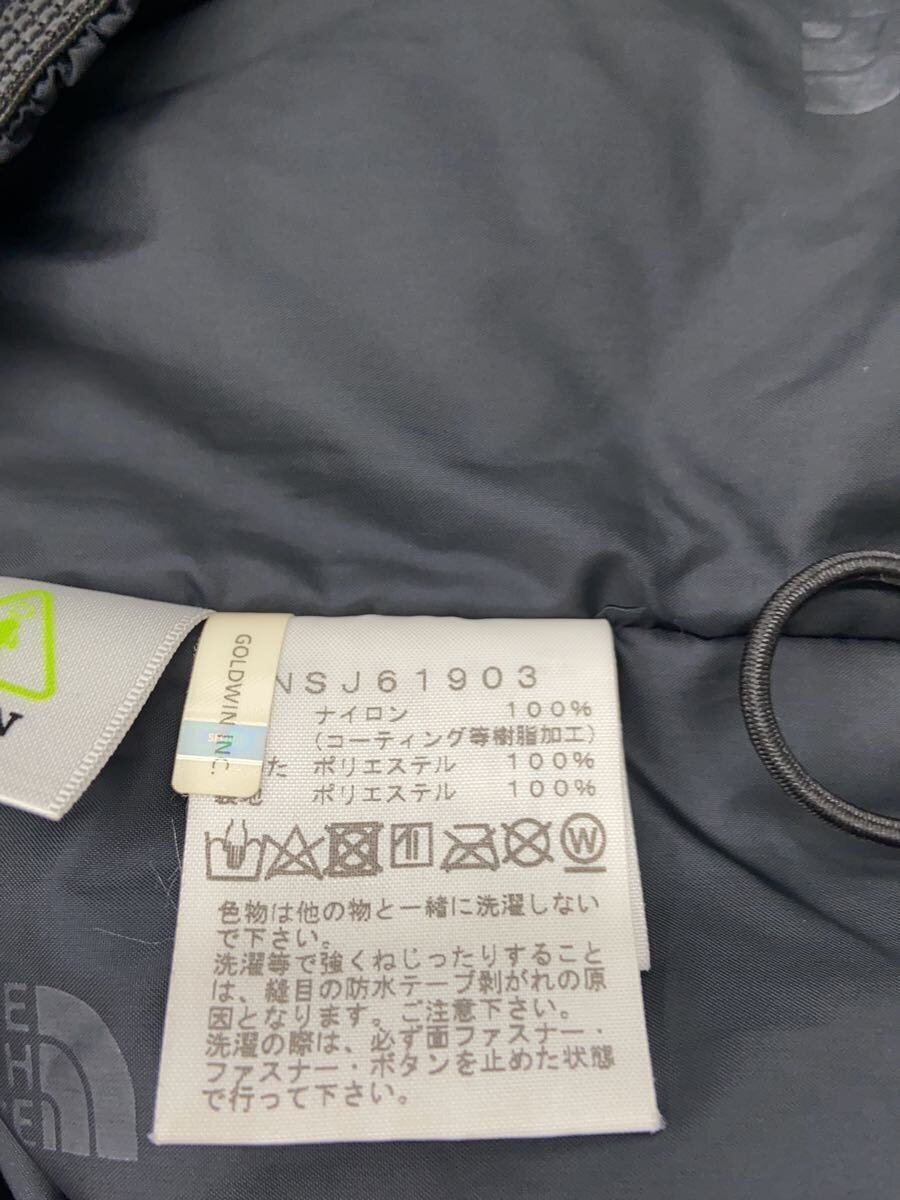 GOLDWIN INC.
NSJ61903
ナイロン 100%
(コーティング等樹脂加工)
た ポリエステル 100%
裏地 ポリエステル 100%
W
色物は他の物と一緒に洗濯しない
で下さい。
洗濯等で強くねじったりすること
は、縫目の防水テープ剝がれの原
因となります。ご注意下さい。
洗濯の際は、必ず面ファスナー・
ファスナー・ボタンを止めた状態
で行って下さい。